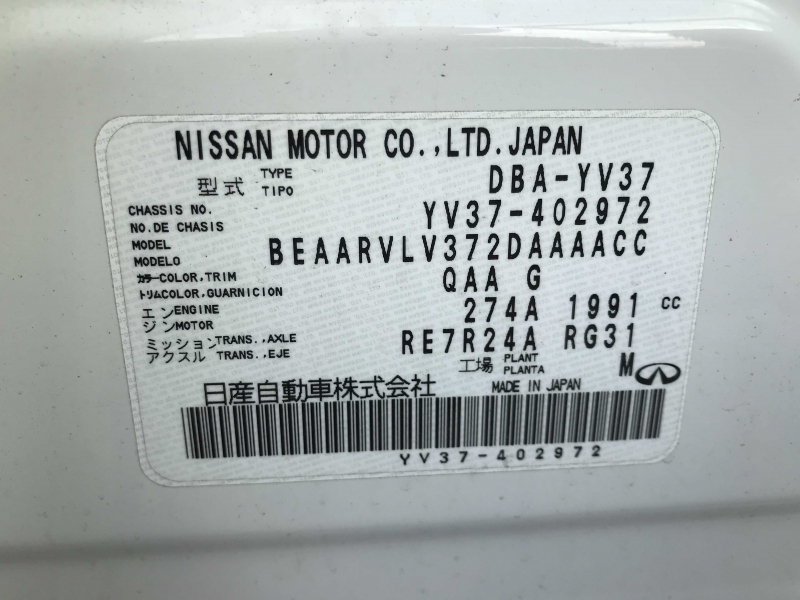 NISSAN MOTOR CO.,LTD.JAPAN
型式 TYPE TIPO DBA-YV37
CHASSIS NO. NO.DE CHASIS YV37-402972
MODEL MODELO BEAARVLV372DAAAACC
カラー COLOR,TRIM トリム COLOR,GUARNICION QAA G
エンジン ENGINE MOTOR 274A 1991 cc
ミッション TRANS.,AXLE アクスル TRANS.,EJE RE7R24A RG31
工場 PLANT PLANTA M
日産自動車株式会社 MADE IN JAPAN
YV37-402972